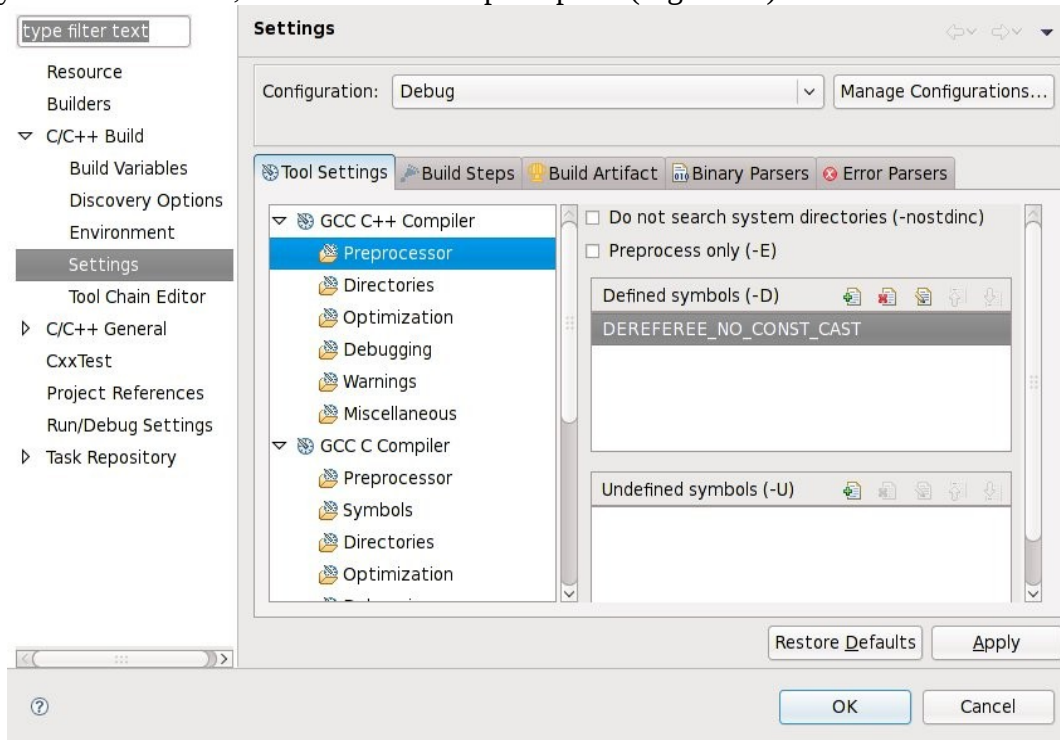 type filter text
Resource
Builders
C/C++ Build
Build Variables
Discovery Options
Environment
Settings
Tool Chain Editor
C/C++ General
CxxTest
Project References
Run/Debug Settings
Task Repository
Settings
Configuration: Debug Manage Configurations...
Tool Settings Build Steps Build Artifact Binary Parsers Error Parsers
GCC C++ Compiler
Preprocessor
Directories
Optimization
Debugging
Warnings
Miscellaneous
GCC C Compiler
Preprocessor
Symbols
Directories
Optimization
Do not search system directories (-nostdinc)
Preprocess only (-E)
Defined symbols (-D)
DEREFEREE_NO_CONST_CAST
Undefined symbols (-U)
Restore Defaults Apply
OK Cancel